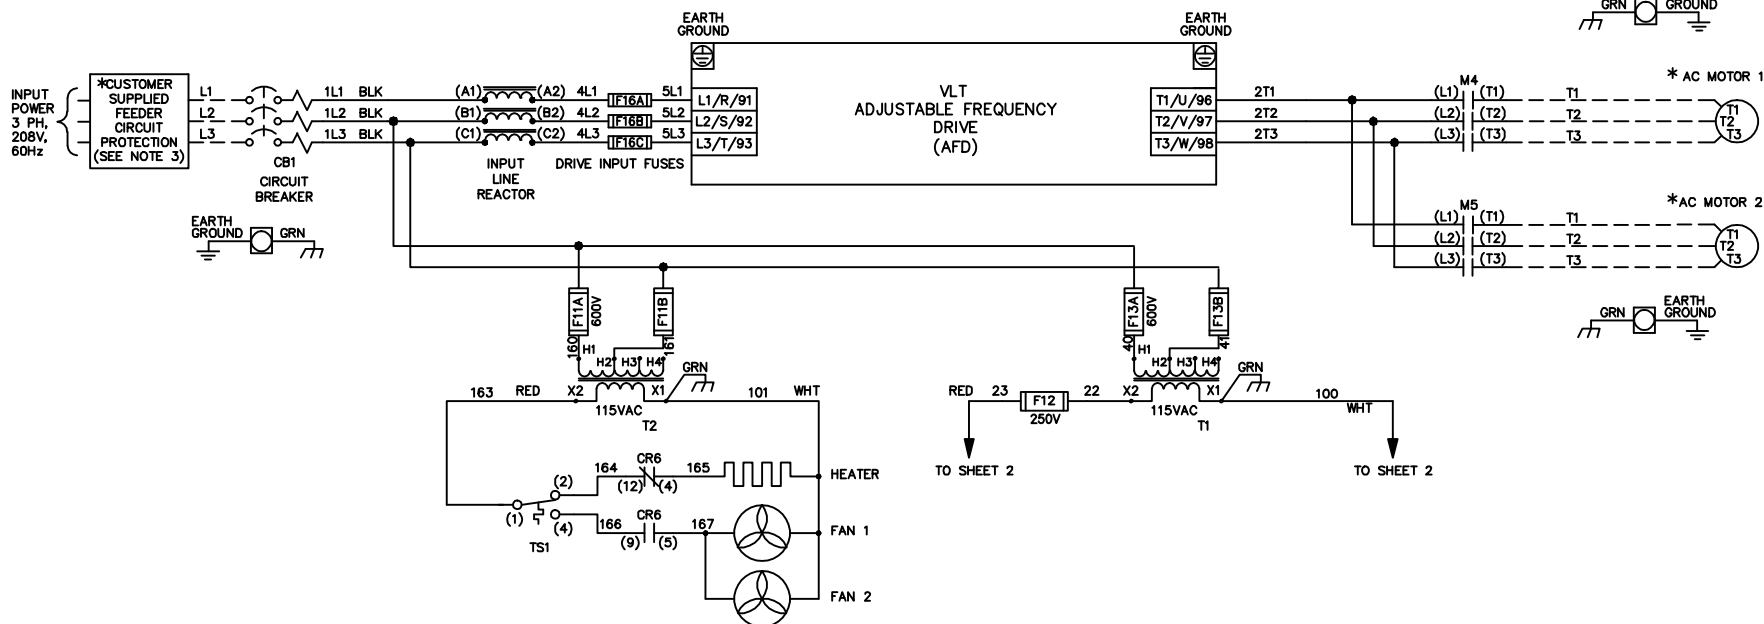 GRN GROUND
EARTH
GROUND
EARTH
GROUND
INPUT
POWER
3 PH,
208V,
60Hz
*CUSTOMER
SUPPLIED
FEEDER
CIRCUIT
PROTECTION
(SEE NOTE 3)
L1 1L1 BLK (A1) (A2) 4L1 F16A 5L1 L1/R/91
L2 1L2 BLK (B1) (B2) 4L2 F16B 5L2 L2/S/92
L3 1L3 BLK (C1) (C2) 4L3 F16C 5L3 L3/T/93
CB1
CIRCUIT
BREAKER
INPUT
LINE
REACTOR
DRIVE INPUT FUSES
VLT
ADJUSTABLE FREQUENCY
DRIVE
(AFD)
T1/U/96 2T1
T2/V/97 2T2
T3/W/98 2T3
M4
(L1) (T1) T1
(L2) (T2) T2
(L3) (T3) T3
* AC MOTOR 1
T1
T2
T3
M5
(L1) (T1) T1
(L2) (T2) T2
(L3) (T3) T3
*AC MOTOR 2
T1
T2
T3
EARTH
GROUND GRN
GRN EARTH
GROUND
F11A 600V F11B
160 161
H1 H2 H3 H4
GRN
163 RED X2 X1 101 WHT
115VAC
T2
F13A 600V F13B
40 41
H1 H2 H3 H4
GRN
RED 23 F12 22 X2 X1 100 WHT
250V
115VAC
T1
TO SHEET 2
TO SHEET 2
164 CR6 165 HEATER
(2) (12) (4)
(1) (4)
TS1
166 CR6 167 FAN 1
(9) (5)
FAN 2